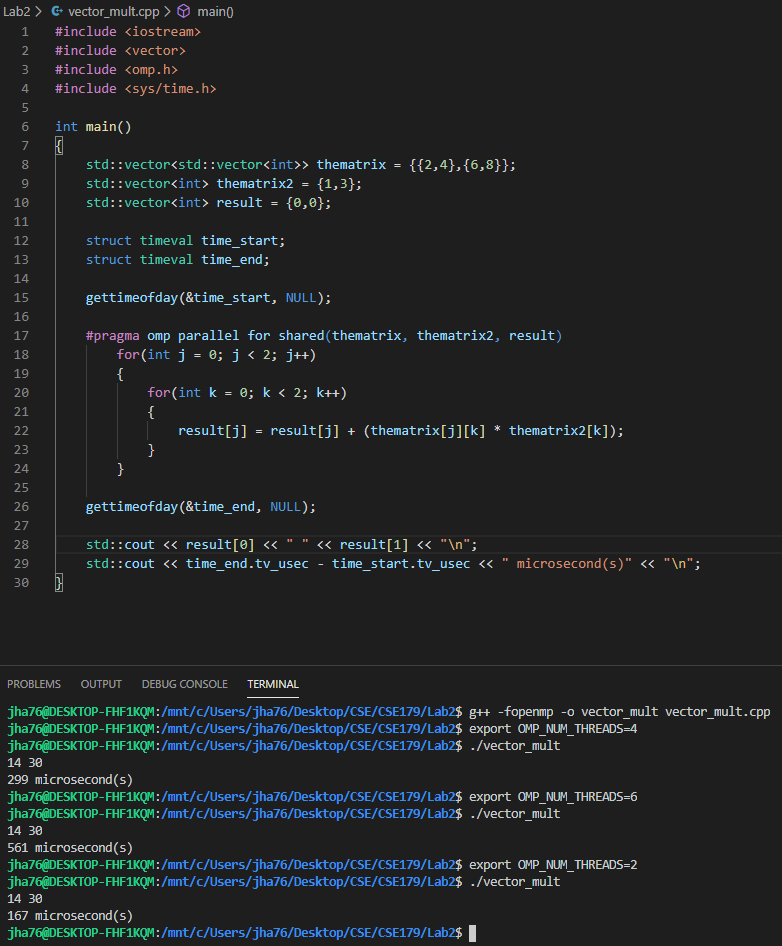 Lab2 > vector_mult.cpp > main()
1 #include <iostream>
2 #include <vector>
3 #include <omp.h>
4 #include <sys/time.h>
5
6 int main()
7 {
8     std::vector<std::vector<int>> thematrix = {{2,4},{6,8}};
9     std::vector<int> thematrix2 = {1,3};
10     std::vector<int> result = {0,0};
11
12     struct timeval time_start;
13     struct timeval time_end;
14
15     gettimeofday(&time_start, NULL);
16
17     #pragma omp parallel for shared(thematrix, thematrix2, result)
18         for(int j = 0; j < 2; j++)
19         {
20             for(int k = 0; k < 2; k++)
21             {
22                 result[j] = result[j] + (thematrix[j][k] * thematrix2[k]);
23             }
24         }
25
26     gettimeofday(&time_end, NULL);
27
28     std::cout << result[0] << " " << result[1] << "\n";
29     std::cout << time_end.tv_usec - time_start.tv_usec << " microsecond(s)" << "\n";
30 }
PROBLEMS OUTPUT DEBUG CONSOLE TERMINAL
jha76@DESKTOP-FHF1KQM:/mnt/c/Users/jha76/Desktop/CSE/CSE179/Lab2$ g++ -fopenmp -o vector_mult vector_mult.cpp
jha76@DESKTOP-FHF1KQM:/mnt/c/Users/jha76/Desktop/CSE/CSE179/Lab2$ export OMP_NUM_THREADS=4
jha76@DESKTOP-FHF1KQM:/mnt/c/Users/jha76/Desktop/CSE/CSE179/Lab2$ ./vector_mult
14 30
299 microsecond(s)
jha76@DESKTOP-FHF1KQM:/mnt/c/Users/jha76/Desktop/CSE/CSE179/Lab2$ export OMP_NUM_THREADS=6
jha76@DESKTOP-FHF1KQM:/mnt/c/Users/jha76/Desktop/CSE/CSE179/Lab2$ ./vector_mult
14 30
561 microsecond(s)
jha76@DESKTOP-FHF1KQM:/mnt/c/Users/jha76/Desktop/CSE/CSE179/Lab2$ export OMP_NUM_THREADS=2
jha76@DESKTOP-FHF1KQM:/mnt/c/Users/jha76/Desktop/CSE/CSE179/Lab2$ ./vector_mult
14 30
167 microsecond(s)
jha76@DESKTOP-FHF1KQM:/mnt/c/Users/jha76/Desktop/CSE/CSE179/Lab2$